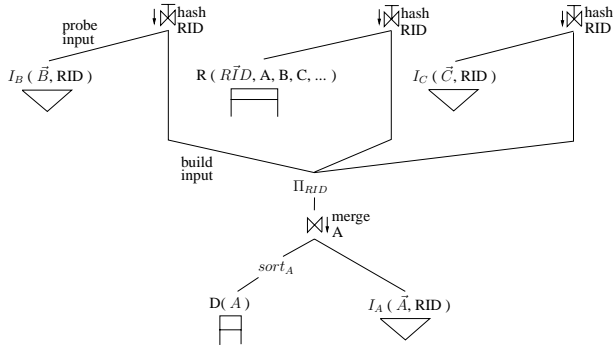 hash
RID
hash
RID
hash
RID
probe
input
I_B ( B⃗, RID )
R ( RI⃗D, A, B, C, ... )
I_C ( C⃗, RID )
build
input
Π_RID
merge
A
sort_A
D( A )
I_A ( A⃗, RID )